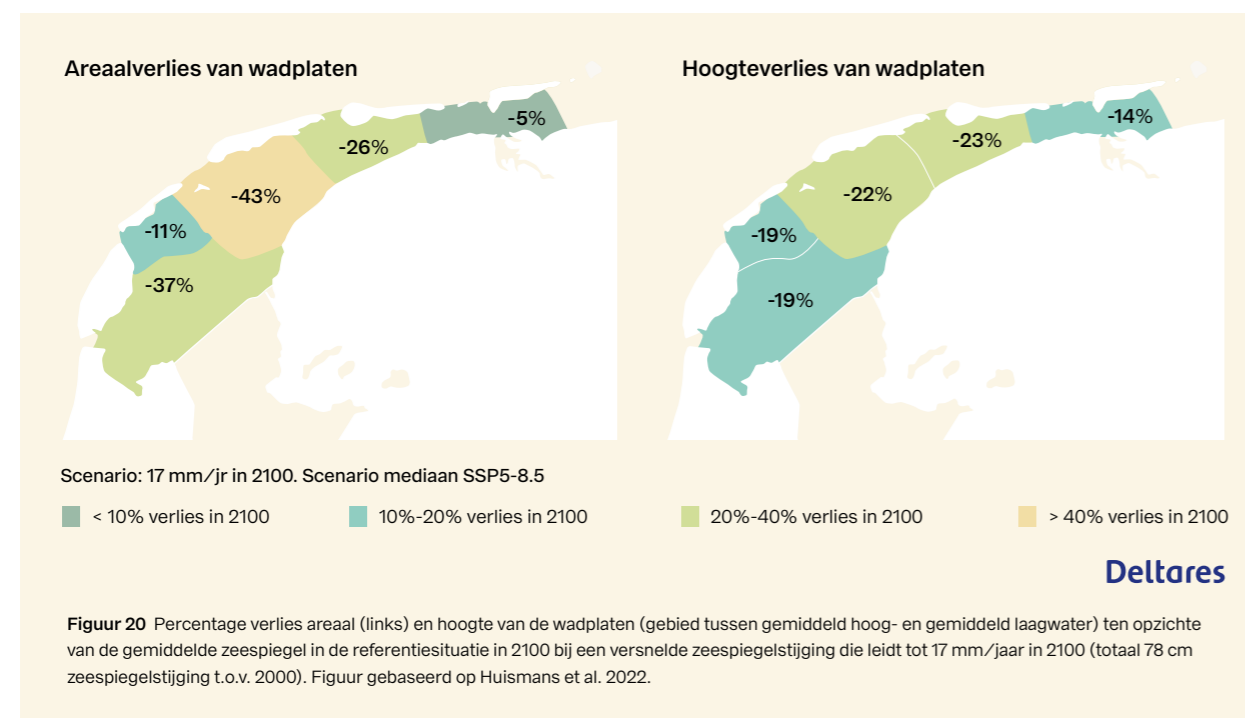 Areaalverlies van wadplaten
-5%
-26%
-43%
-11%
-37%
Hoogteverlies van wadplaten
-14%
-23%
-22%
-19%
-19%
Scenario: 17 mm/jr in 2100. Scenario mediaan SSP5-8.5
< 10% verlies in 2100
10%-20% verlies in 2100
20%-40% verlies in 2100
> 40% verlies in 2100
Deltares
Figuur 20 Percentage verlies areaal (links) en hoogte van de wadplaten (gebied tussen gemiddeld hoog- en gemiddeld laagwater) ten opzichte
van de gemiddelde zeespiegel in de referentiesituatie in 2100 bij een versnelde zeespiegelstijging die leidt tot 17 mm/jaar in 2100 (totaal 78 cm
zeespiegelstijging t.o.v. 2000). Figuur gebaseerd op Huismans et al. 2022.